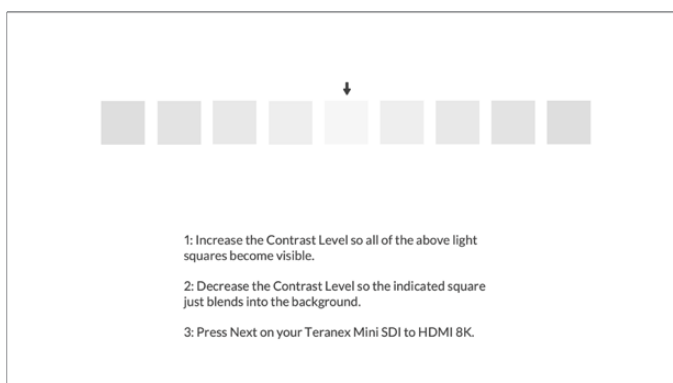 1: Increase the Contrast Level so all of the above light
squares become visible.
2: Decrease the Contrast Level so the indicated square
just blends into the background.
3: Press Next on your Teranex Mini SDI to HDMI 8K.